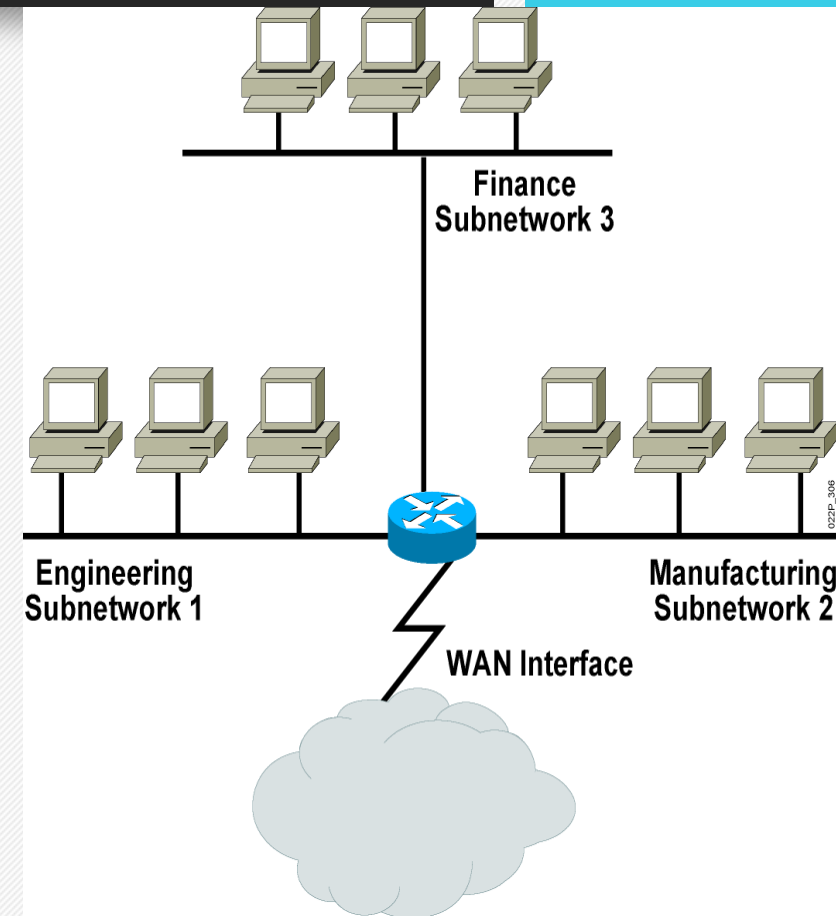 Finance
Subnetwork 3
022P_306
Engineering
Subnetwork 1
Manufacturing
Subnetwork 2
WAN Interface